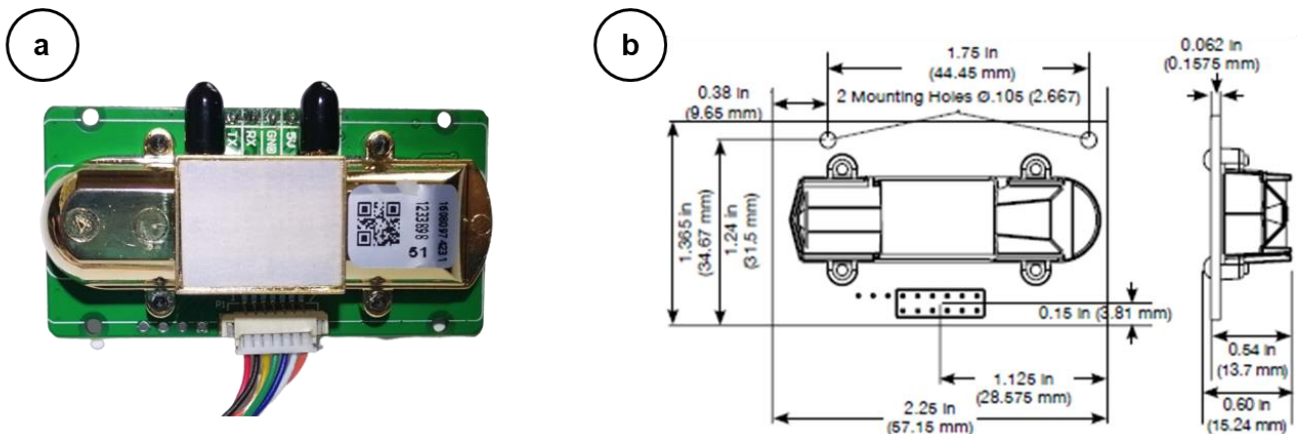 a
TX
RX
GND
5V
1608097 4231
1233898
51
P1
b
1.75 in
(44.45 mm)
0.062 in
(0.1575 mm)
0.38 in
(9.65 mm)
2 Mounting Holes Ø.105 (2.667)
1.365 in
(34.67 mm)
1.24 in
(31.5 mm)
0.15 in (3.81 mm)
0.54 in
(13.7 mm)
1.125 in
(28.575 mm)
0.60 in
(15.24 mm)
2.25 in
(57.15 mm)